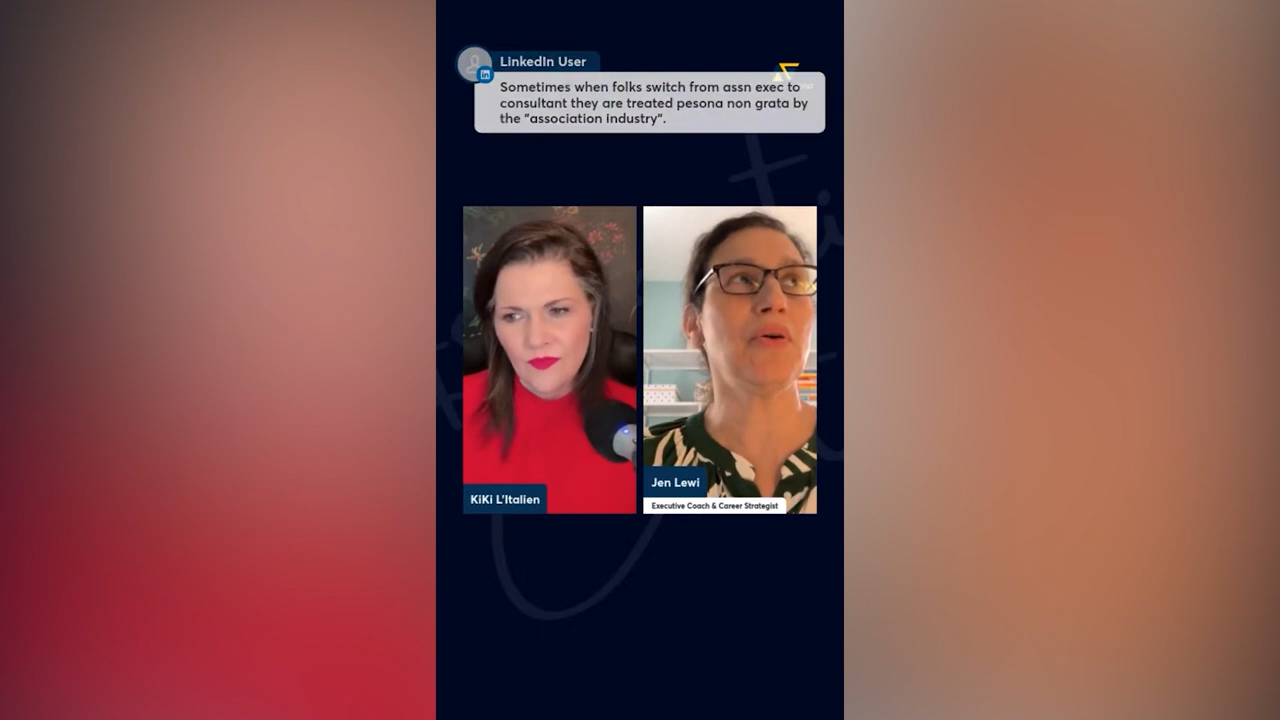 LinkedIn User
Sometimes when folks switch from assn exec to
consultant they are treated pesona non grata by
the "association industry".
KiKi L'Italien
Jen Lewi
Executive Coach & Career Strategist